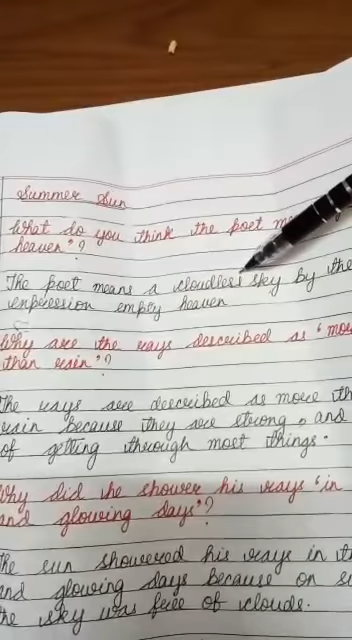 Summer Sun
What do you think the poet
heaven"?
The poet means a cloudless sky by the
expression empty heaven
Why are the rays described as "
than rain"?
The rays are described as more
rain because they are strong, and
of getting through most things.
Why did he shower his rays 'in
and glowing days'?
The sun showered his rays in
and glowing days because on
the sky was free of clouds.